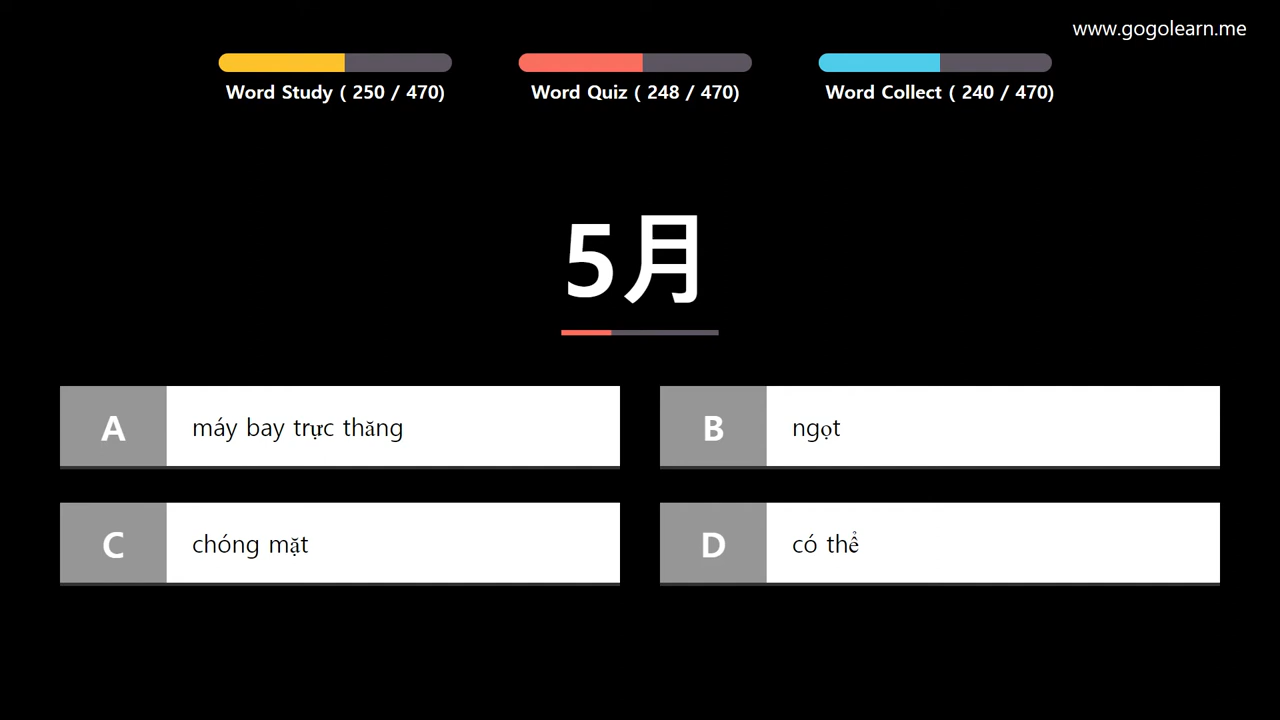 www.gogolearn.me
Word Study ( 250 / 470)
Word Quiz ( 248 / 470)
Word Collect ( 240 / 470)
5月
A
máy bay trực thăng
B
ngọt
C
chóng mặt
D
có thể